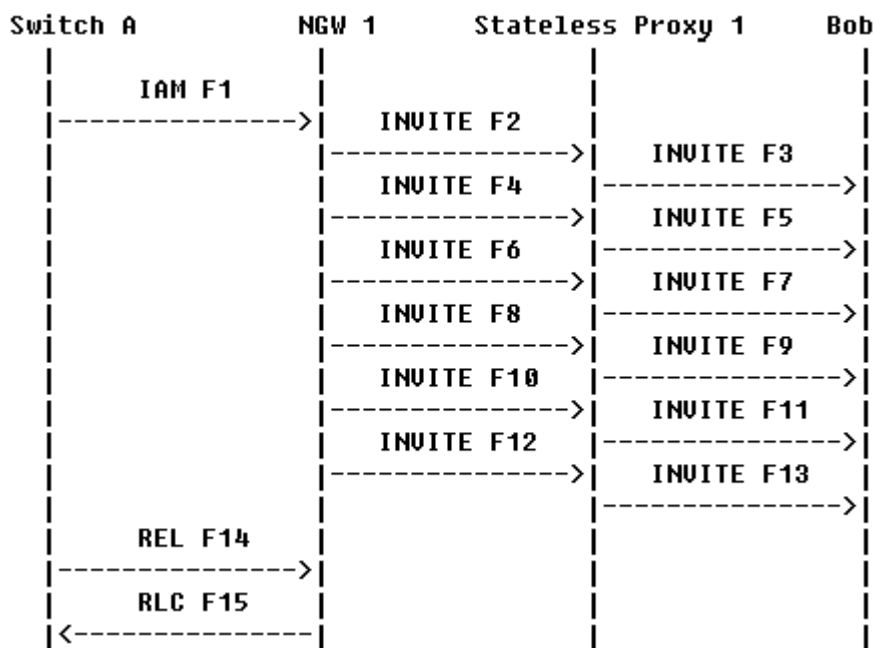 Switch A NGW 1 Stateless Proxy 1 Bob
IAM F1
INVITE F2
INVITE F3
INVITE F4
INVITE F5
INVITE F6
INVITE F7
INVITE F8
INVITE F9
INVITE F10
INVITE F11
INVITE F12
INVITE F13
REL F14
RLC F15